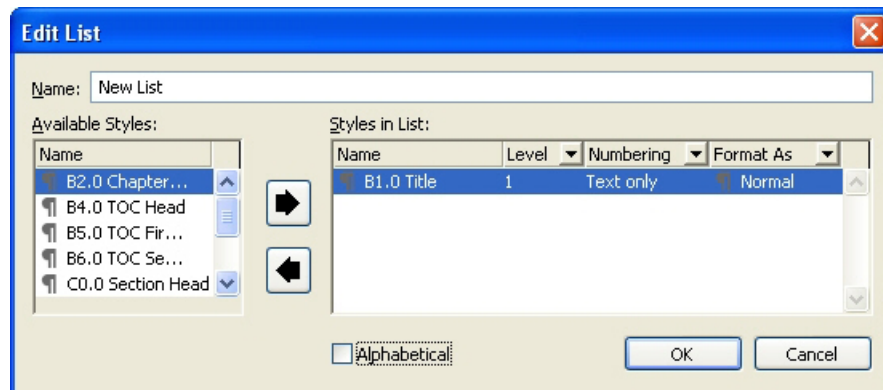 Edit List
Name: New List
Available Styles:
Name
B2.0 Chapter...
B4.0 TOC Head
B5.0 TOC Fir...
B6.0 TOC Se...
C0.0 Section Head
Styles in List:
Name Level Numbering Format As
B1.0 Title 1 Text only Normal
Alphabetical
OK Cancel